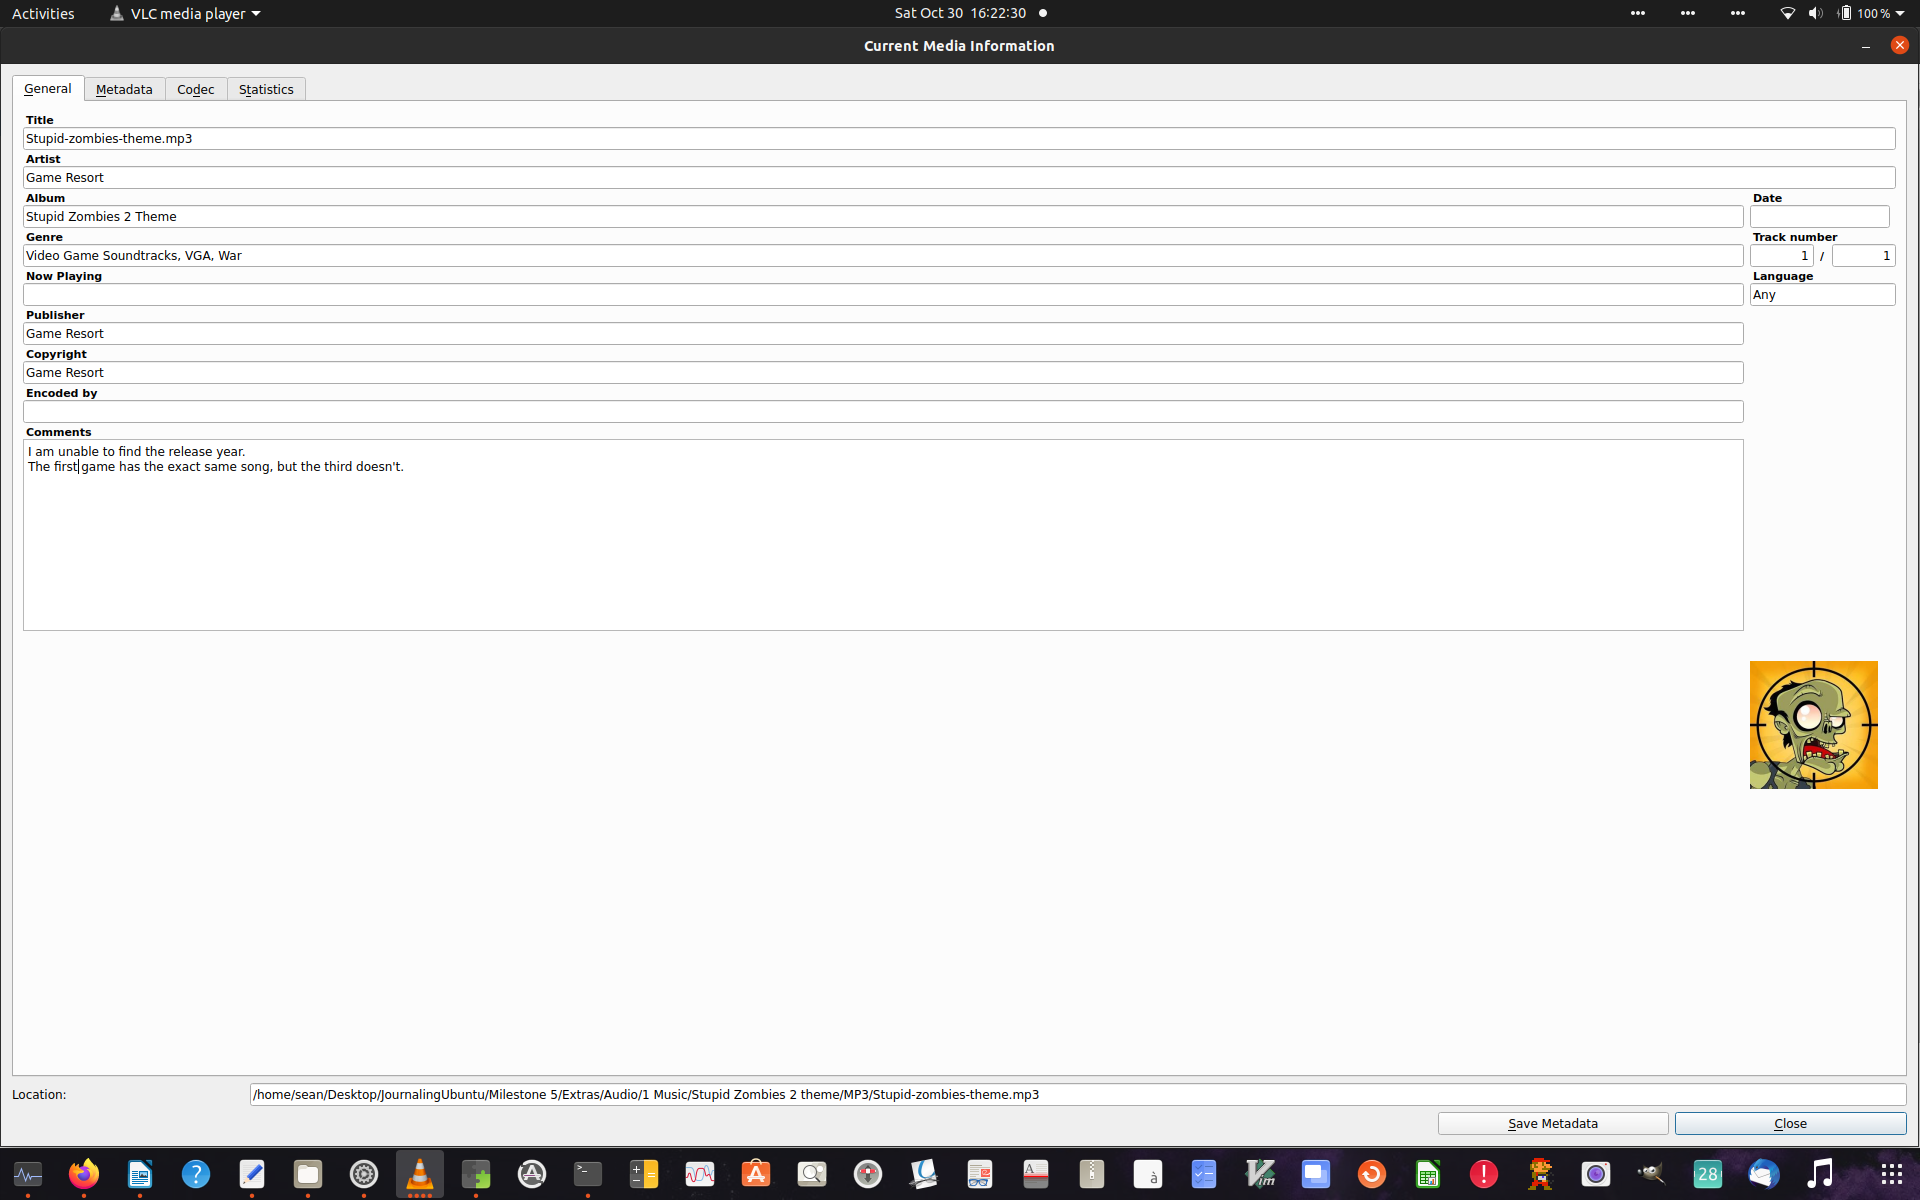 Activities
VLC media player
Sat Oct 30 16:22:30
100 %
Current Media Information
General
Metadata
Codec
Statistics
Title
Stupid-zombies-theme.mp3
Artist
Game Resort
Album
Date
Stupid Zombies 2 Theme
Genre
Track number
Video Game Soundtracks, VGA, War
1 / 1
Now Playing
Language
Any
Publisher
Game Resort
Copyright
Game Resort
Encoded by
Comments
I am unable to find the release year.
The first game has the exact same song, but the third doesn't.
Location:
/home/sean/Desktop/JournalingUbuntu/Milestone 5/Extras/Audio/1 Music/Stupid Zombies 2 theme/MP3/Stupid-zombies-theme.mp3
Save Metadata
Close
28